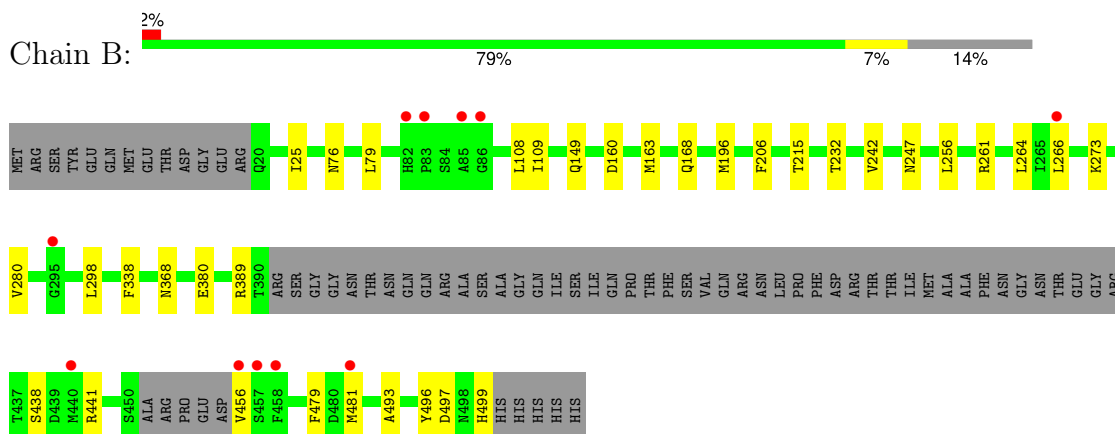 2%
Chain B:
79% 7% 14%
MET ARG SER TYR GLU GLN MET GLU THR ASP GLY GLU ARG Q20 I25 N76 L79 H82 P83 S84 A85 G86 L108 I109 Q149 D160 M163 Q168 M196 F206 T215 T232 V242 N247 L256 R261 L264 I265 L266 K273
V280 G295 L298 F338 N368 E380 R389 T390 ARG SER GLY GLY ASN THR ASN GLN GLN ARG ALA SER ALA GLY GLN ILE SER ILE GLN PRO THR PHE SER VAL GLN ARG ASN LEU PRO PHE ASP ARG THR THR ILE MET ALA ALA PHE ASN GLY ASN THR GLU GLY ARG
T437 S438 D439 M440 R441 S450 ALA ARG PRO GLU ASP V456 S457 F458 F479 D480 M481 A493 Y496 D497 N498 H499 HIS HIS HIS HIS HIS